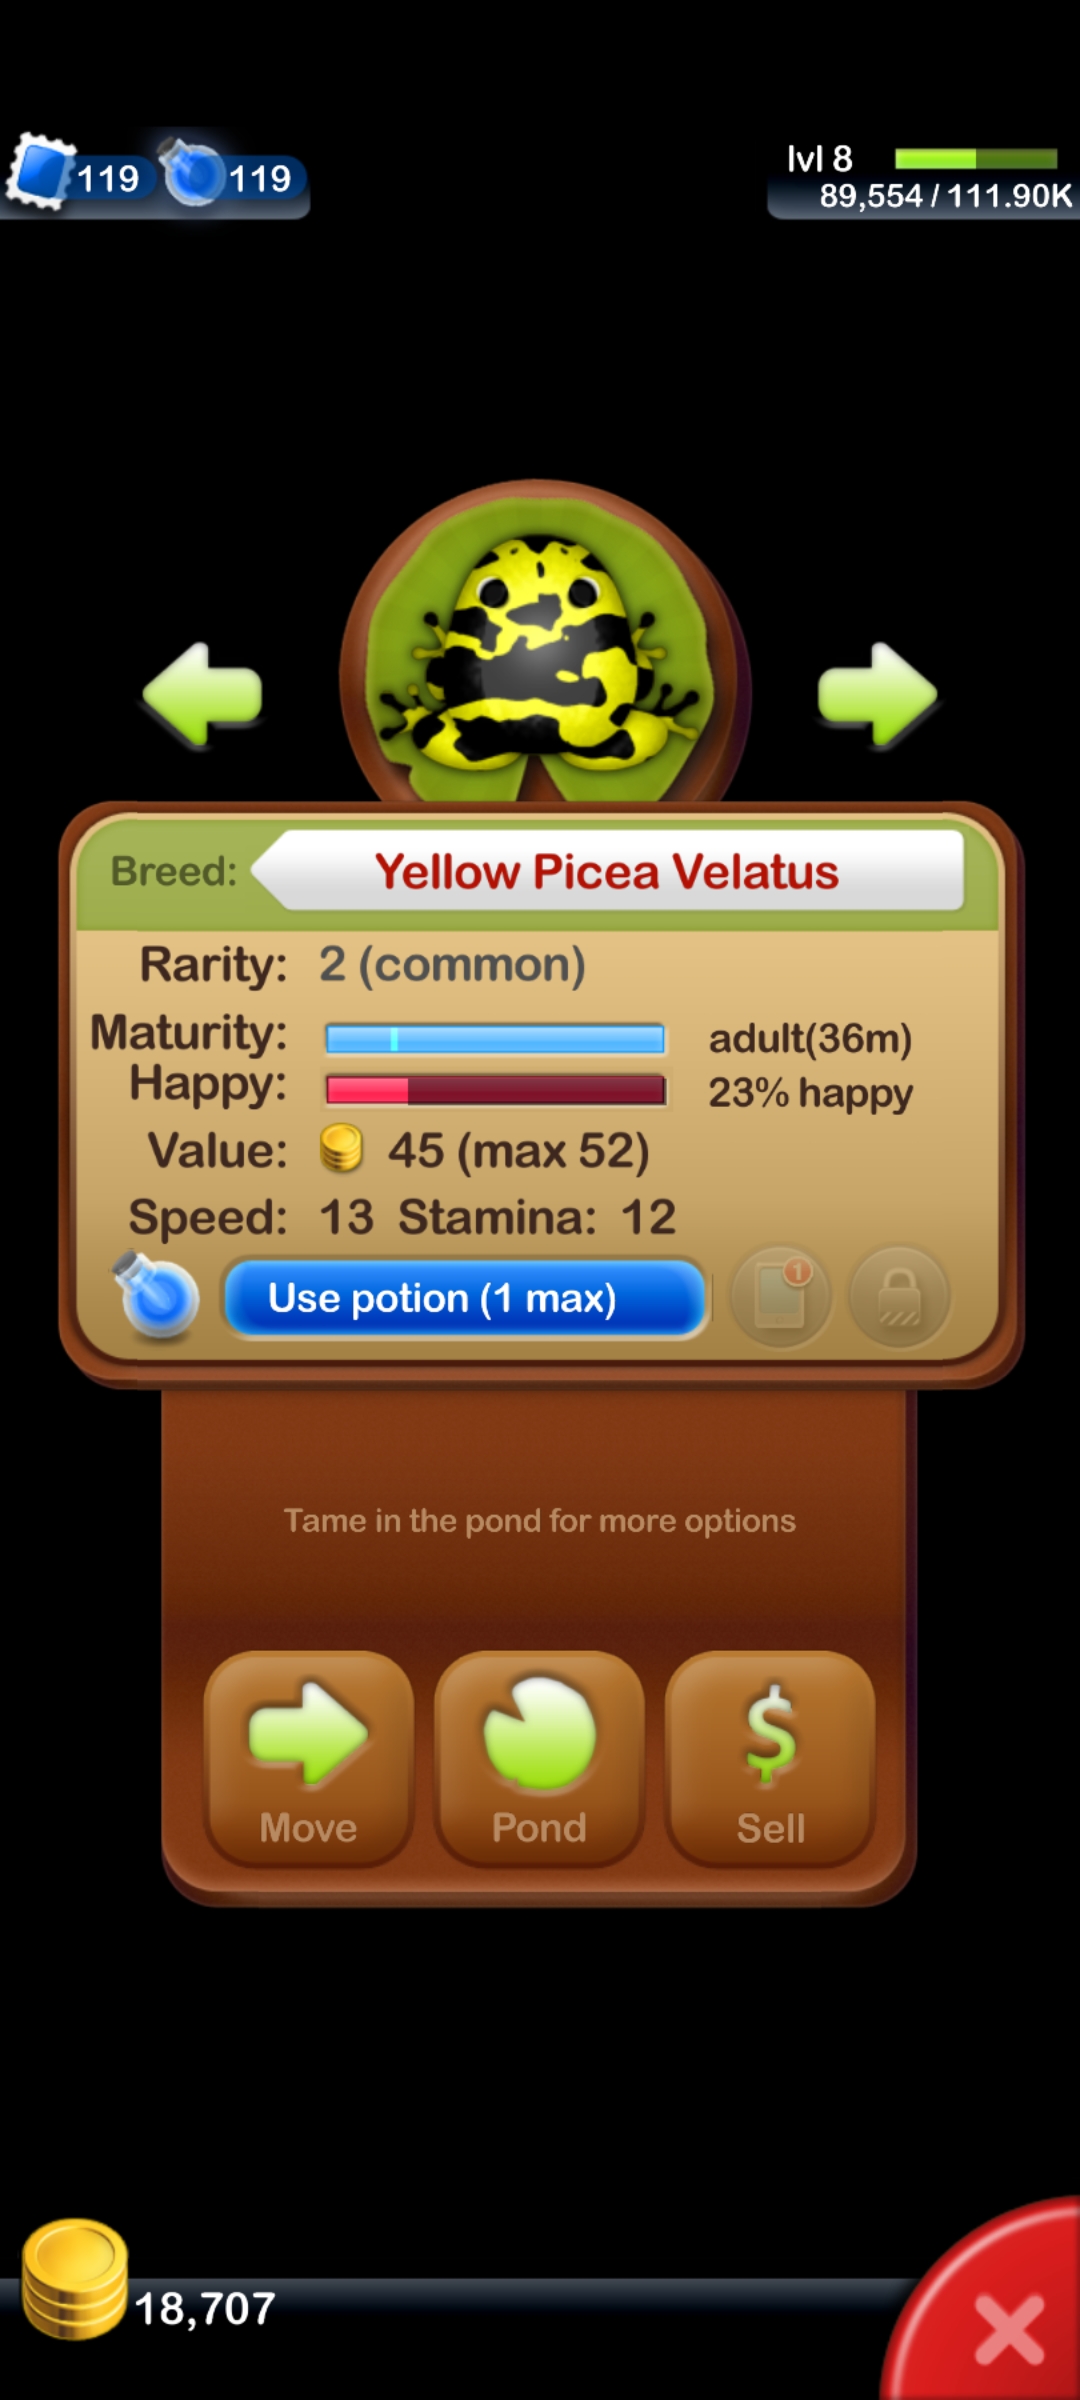 119 119
lvl 8
89,554 / 111.90K
Breed: Yellow Picea Velatus
Rarity: 2 (common)
Maturity: adult(36m)
Happy: 23% happy
Value: 45 (max 52)
Speed: 13 Stamina: 12
Use potion (1 max)
1
Tame in the pond for more options
$
Move Pond Sell
18,707